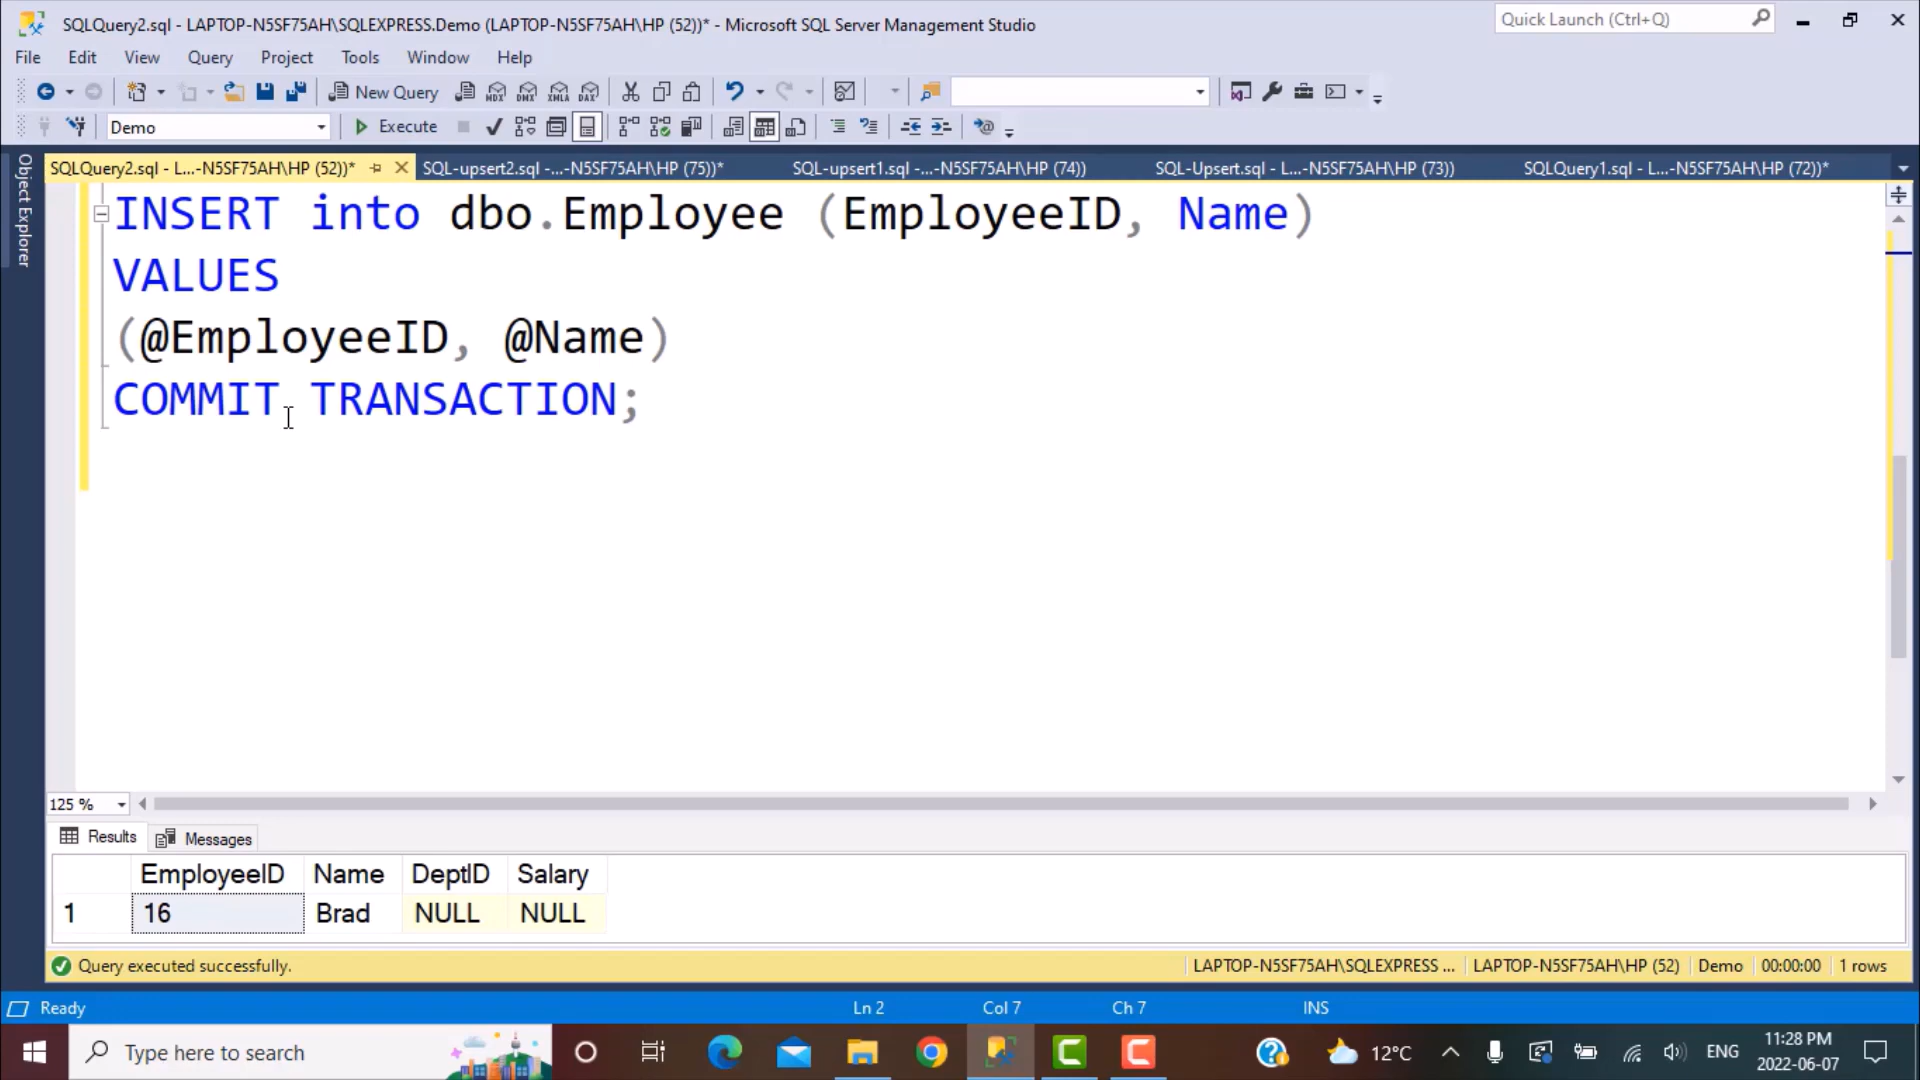 SQLQuery2.sql - LAPTOP-N5SF75AH\SQLEXPRESS.Demo (LAPTOP-N5SF75AH\HP (52))* - Microsoft SQL Server Management Studio
Quick Launch (Ctrl+Q)
File Edit View Query Project Tools Window Help
New Query
MDX DMX XMLA DAX
Demo Execute
Object Explorer
SQLQuery2.sql - L...-N5SF75AH\HP (52))* SQL-upsert2.sql -...-N5SF75AH\HP (75))* SQL-upsert1.sql -...-N5SF75AH\HP (74)) SQL-Upsert.sql - L...-N5SF75AH\HP (73)) SQLQuery1.sql - L...-N5SF75AH\HP (72))*
INSERT into dbo.Employee (EmployeeID, Name)
VALUES
(@EmployeeID, @Name)
COMMIT TRANSACTION;
125 %
Results Messages
EmployeeID Name DeptID Salary
1 16 Brad NULL NULL
Query executed successfully. LAPTOP-N5SF75AH\SQLEXPRESS ... LAPTOP-N5SF75AH\HP (52) Demo 00:00:00 1 rows
Ready Ln 2 Col 7 Ch 7 INS
Type here to search 12°C ENG 11:28 PM
2022-06-07